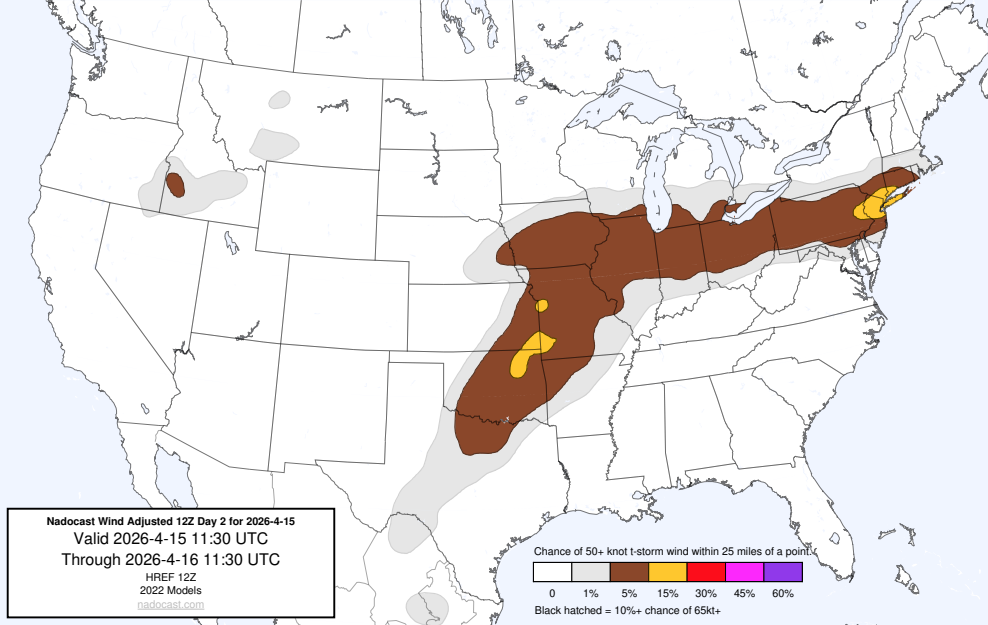 Nadocast Wind Adjusted 12Z Day 2 for 2026-4-15
Valid 2026-4-15 11:30 UTC
Through 2026-4-16 11:30 UTC
HREF 12Z
2022 Models
nadocast.com
Chance of 50+ knot t-storm wind within 25 miles of a point.
0 1% 5% 15% 30% 45% 60%
Black hatched = 10%+ chance of 65kt+